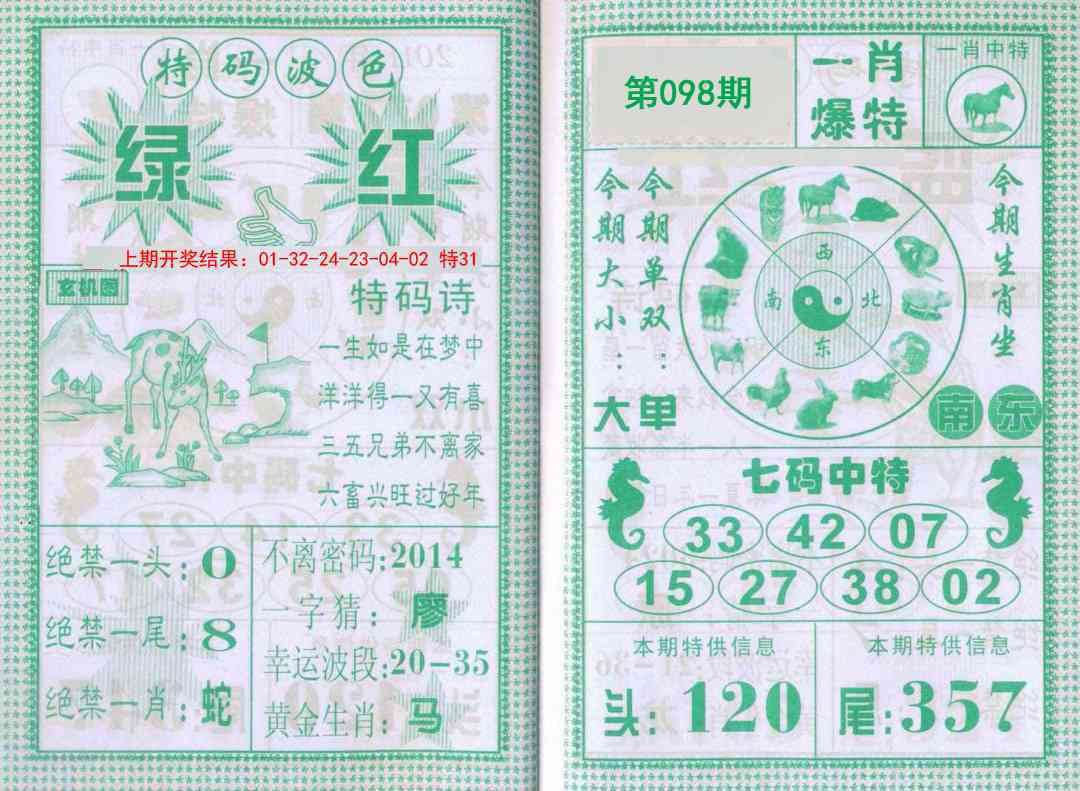 特码波色
绿 红
上期开奖结果：01-32-24-23-04-02 特31
玄机图
特码诗
一生如是在梦中
洋洋得一又有喜
三五兄弟不离家
六畜兴旺过好年
绝禁一头:0
绝禁一尾:8
绝禁一肖:蛇
不离密码:2014
一字猜：廖
幸运波段:20-35
黄金生肖:马
第098期
一肖
爆特
一肖中特
今期大小：大
今期单双：单
西
南 北
东
今期生肖坐
南 东
七码中特
33 42 07
15 27 38 02
本期特供信息
头:120
本期特供信息
尾:357